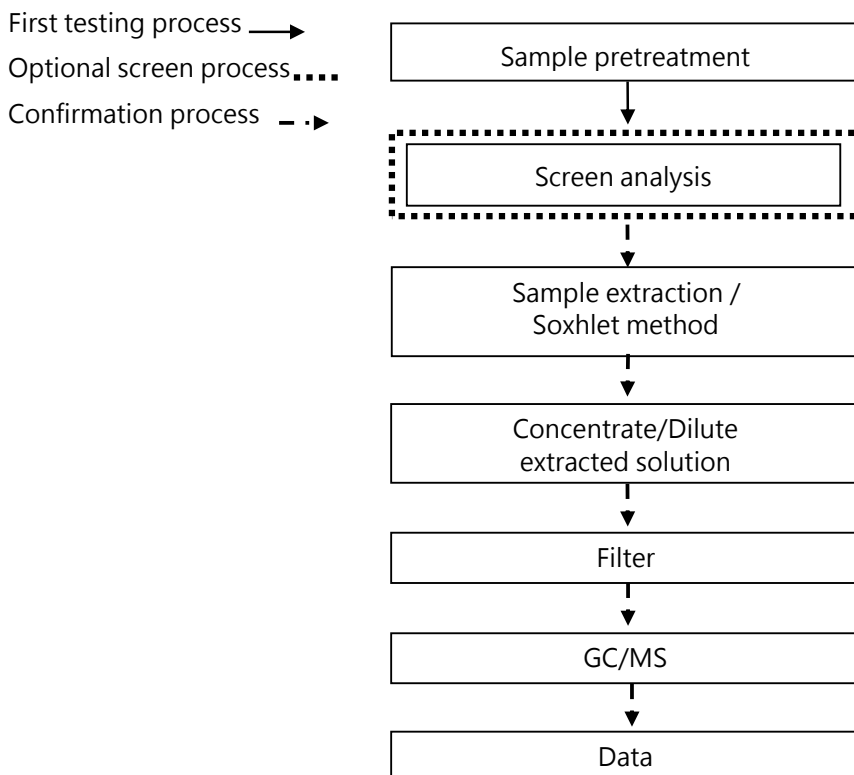 First testing process
Optional screen process
Confirmation process
Sample pretreatment
Screen analysis
Sample extraction /
Soxhlet method
Concentrate/Dilute
extracted solution
Filter
GC/MS
Data